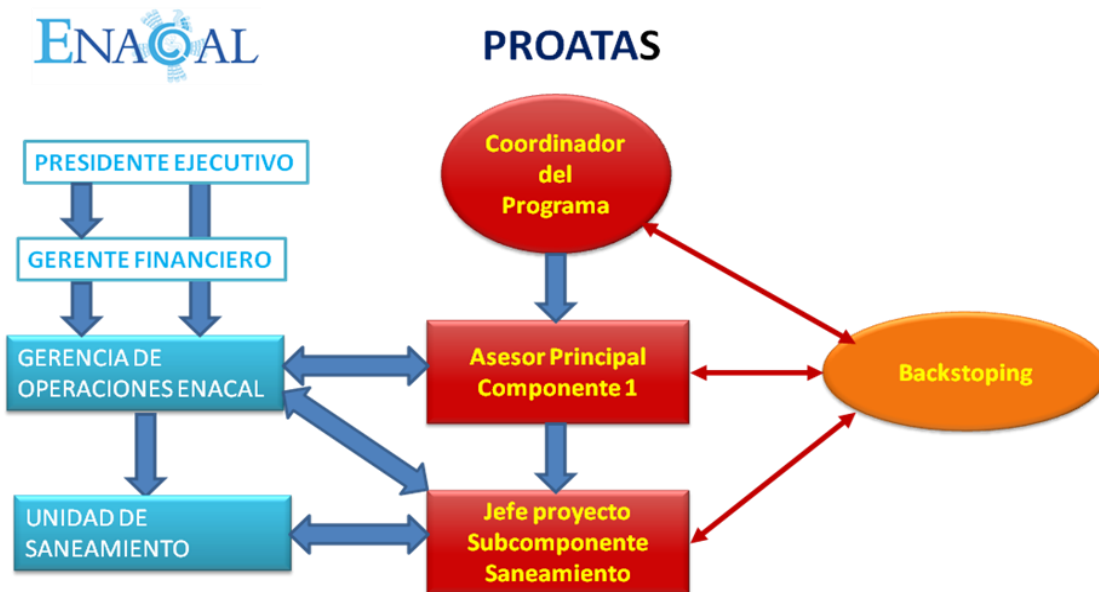 ENACAL
PROATAS
PRESIDENTE EJECUTIVO
GERENTE FINANCIERO
GERENCIA DE
OPERACIONES ENACAL
UNIDAD DE
SANEAMIENTO
Coordinador
del
Programa
Asesor Principal
Componente 1
Jefe proyecto
Subcomponente
Saneamiento
Backstoping